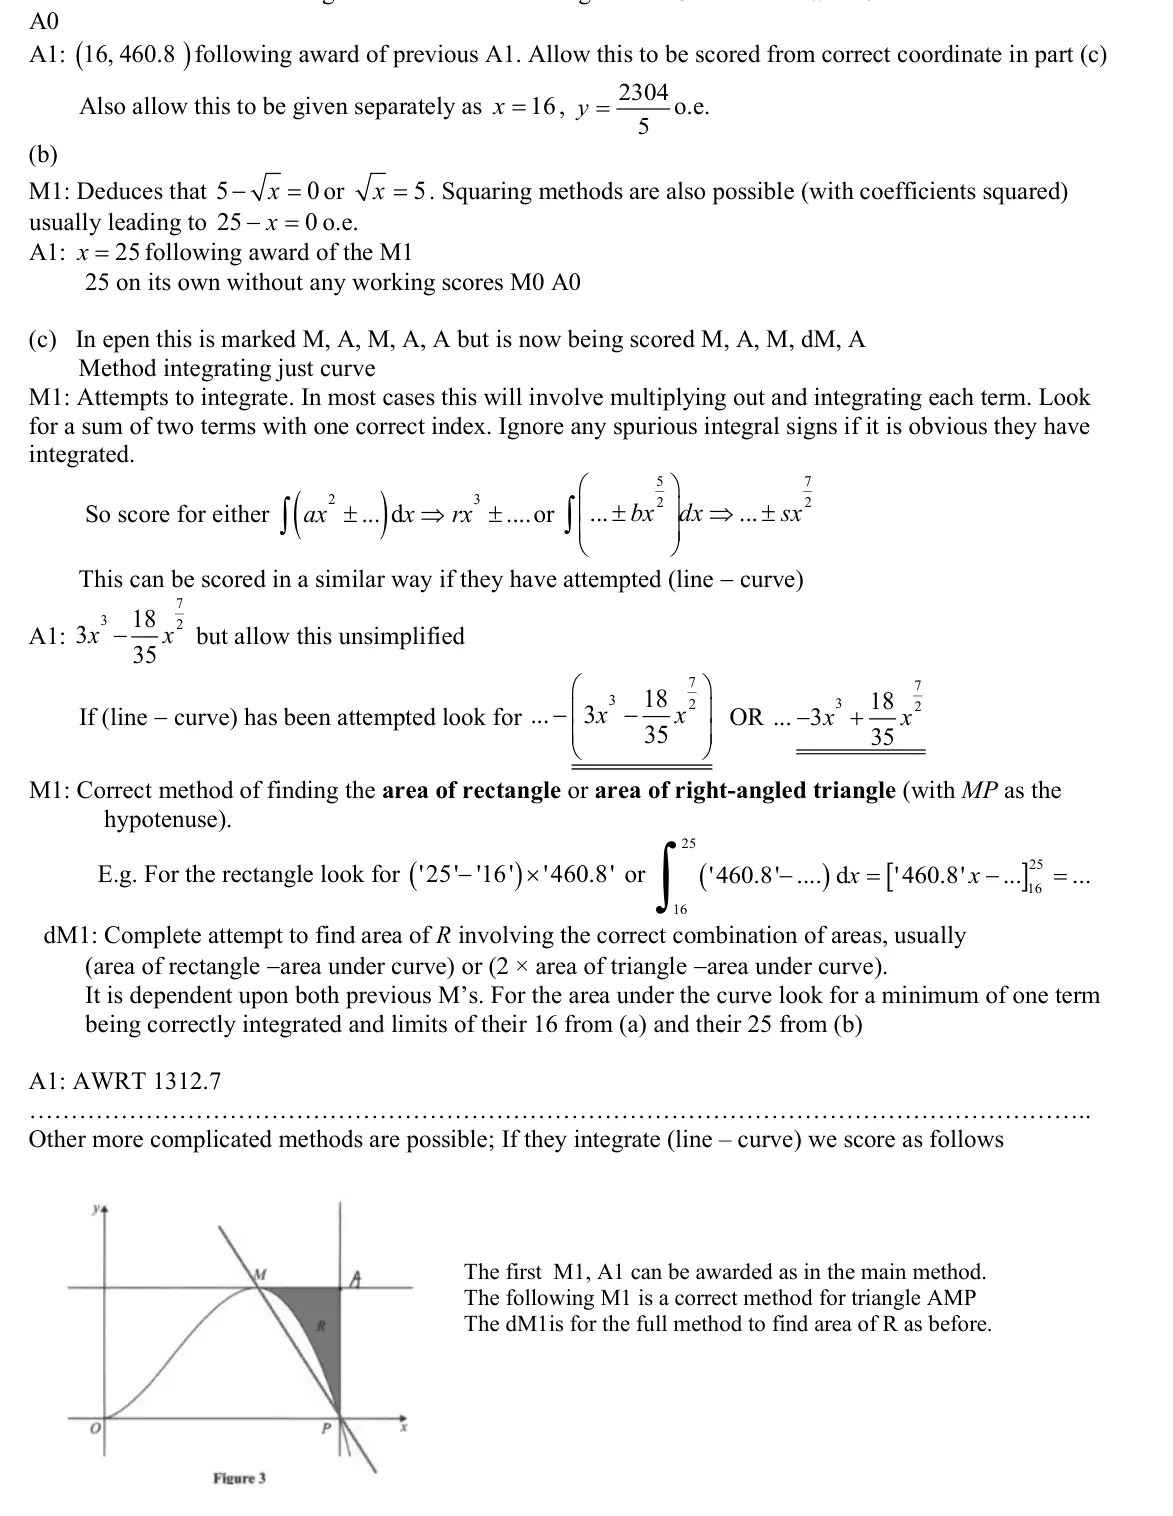 A0
A1: (16, 460.8 ) following award of previous A1. Allow this to be scored from correct coordinate in part (c)
Also allow this to be given separately as x = 16, y = 2304/5 o.e.
(b)
M1: Deduces that 5 − √x = 0 or √x = 5. Squaring methods are also possible (with coefficients squared)
usually leading to 25 − x = 0 o.e.
A1: x = 25 following award of the M1
25 on its own without any working scores M0 A0
(c) In epen this is marked M, A, M, A, A but is now being scored M, A, M, dM, A
Method integrating just curve
M1: Attempts to integrate. In most cases this will involve multiplying out and integrating each term. Look
for a sum of two terms with one correct index. Ignore any spurious integral signs if it is obvious they have
integrated.
So score for either ∫(ax^2 ± ...)dx ⇒ rx^3 ± .... or ∫(... ± bx^(5/2))dx ⇒ ... ± sx^(7/2)
This can be scored in a similar way if they have attempted (line − curve)
A1: 3x^3 − 18/35 x^(7/2) but allow this unsimplified
If (line – curve) has been attempted look for ... − (3x^3 − 18/35 x^(7/2)) OR ... −3x^3 + 18/35 x^(7/2)
M1: Correct method of finding the area of rectangle or area of right-angled triangle (with MP as the
hypotenuse).
E.g. For the rectangle look for ('25'−'16')×'460.8' or ∫_16^25 ('460.8'−....) dx = ['460.8'x − ...]_16^25 = ...
dM1: Complete attempt to find area of R involving the correct combination of areas, usually
(area of rectangle –area under curve) or (2 × area of triangle –area under curve).
It is dependent upon both previous M's. For the area under the curve look for a minimum of one term
being correctly integrated and limits of their 16 from (a) and their 25 from (b)
A1: AWRT 1312.7
…………………………………………………………………………………………………………………..
Other more complicated methods are possible; If they integrate (line – curve) we score as follows
y
M
A
R
O
P
x
Figure 3
The first M1, A1 can be awarded as in the main method.
The following M1 is a correct method for triangle AMP
The dM1is for the full method to find area of R as before.